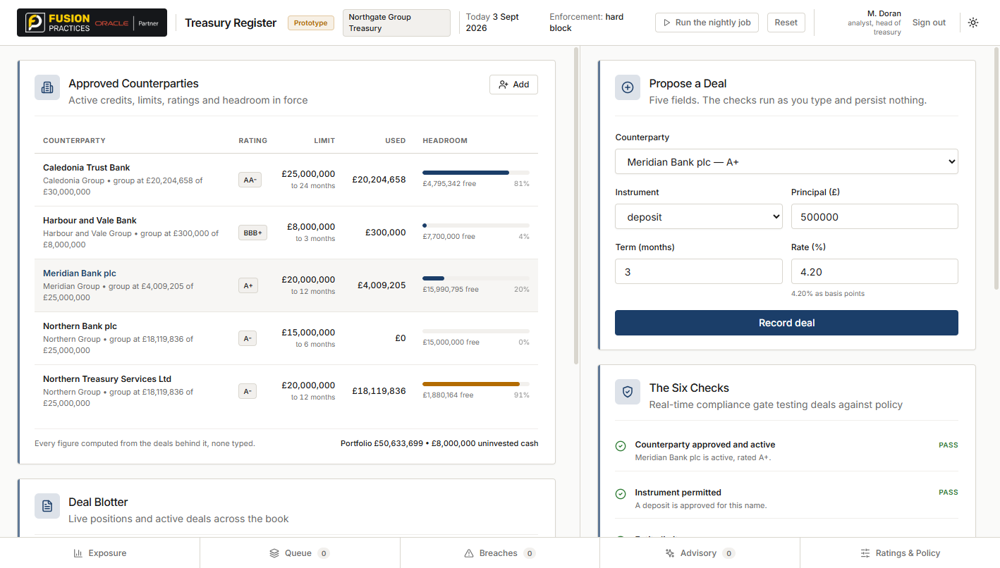 FUSION PRACTICES ORACLE Partner
Treasury Register
Prototype
Northgate Group Treasury
Today 3 Sept 2026
Enforcement: hard block
Run the nightly job
Reset
M. Doran
analyst, head of treasury
Sign out
Approved Counterparties
Active credits, limits, ratings and headroom in force
Add
COUNTERPARTY RATING LIMIT USED HEADROOM
Caledonia Trust Bank
Caledonia Group • group at £20,204,658 of
£30,000,000
AA-
£25,000,000
to 24 months
£20,204,658
£4,795,342 free 81%
Harbour and Vale Bank
Harbour and Vale Group • group at £300,000 of
£8,000,000
BBB+
£8,000,000
to 3 months
£300,000
£7,700,000 free 4%
Meridian Bank plc
Meridian Group • group at £4,009,205 of
£25,000,000
A+
£20,000,000
to 12 months
£4,009,205
£15,990,795 free 20%
Northern Bank plc
Northern Group • group at £18,119,836 of
£25,000,000
A-
£15,000,000
to 6 months
£0
£15,000,000 free 0%
Northern Treasury Services Ltd
Northern Group • group at £18,119,836 of
£25,000,000
A-
£20,000,000
to 12 months
£18,119,836
£1,880,164 free 91%
Every figure computed from the deals behind it, none typed.
Portfolio £50,633,699 • £8,000,000 uninvested cash
Deal Blotter
Live positions and active deals across the book
Propose a Deal
Five fields. The checks run as you type and persist nothing.
Counterparty
Meridian Bank plc — A+
Instrument
deposit
Principal (£)
500000
Term (months)
3
Rate (%)
4.20
4.20% as basis points
Record deal
The Six Checks
Real-time compliance gate testing deals against policy
Counterparty approved and active PASS
Meridian Bank plc is active, rated A+.
Instrument permitted PASS
A deposit is approved for this name.
Exposure
Queue 0
Breaches 0
Advisory 0
Ratings & Policy